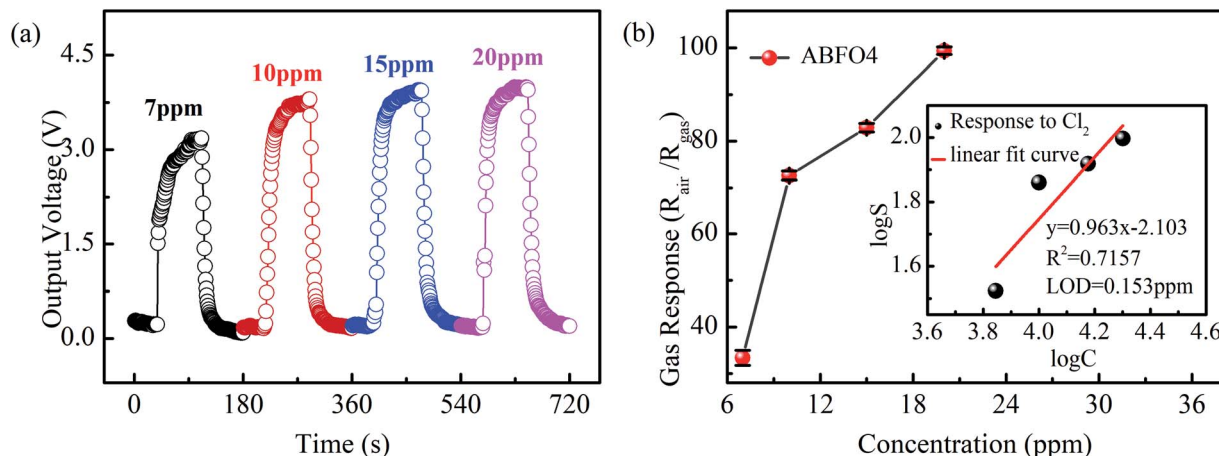 (a)
4.5
3.0
1.5
0.0
Output Voltage (V)
7ppm
10ppm
15ppm
20ppm
0
180
360
540
720
Time (s)
(b)
100
80
60
40
Gas Response (R_air /R_gas)
ABFO4
6
12
18
24
30
36
Concentration (ppm)
Response to Cl₂
linear fit curve
2.0
1.8
1.6
logS
y=0.963x-2.103
R²=0.7157
LOD=0.153ppm
3.6
3.8
4.0
4.2
4.4
4.6
logC